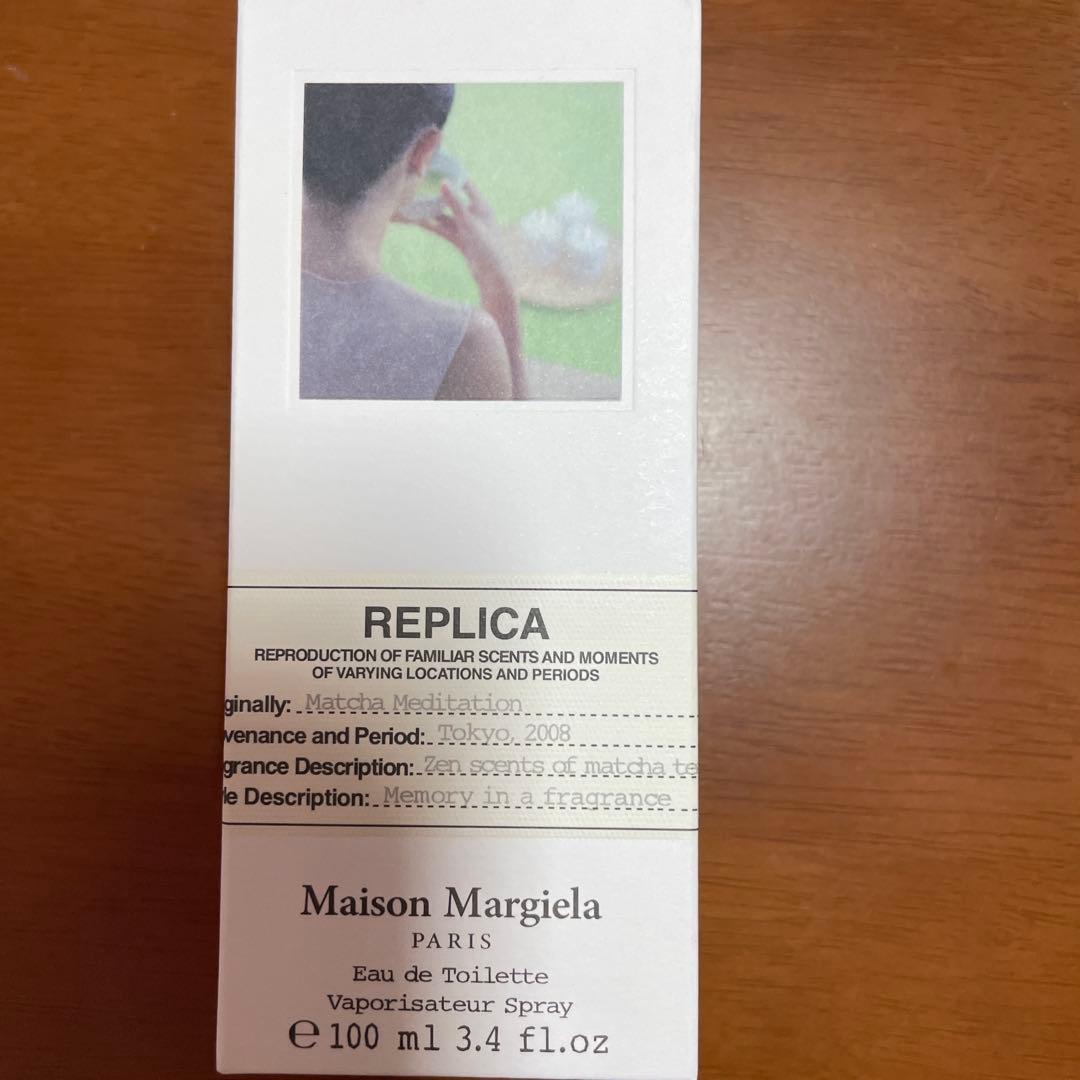 REPLICA
REPRODUCTION OF FAMILIAR SCENTS AND MOMENTS
OF VARYING LOCATIONS AND PERIODS
ginally: Matcha Meditation
venance and Period: Tokyo, 2008
grance Description: Zen scents of matcha te
le Description: Memory in a fragrance
Maison Margiela
PARIS
Eau de Toilette
Vaporisateur Spray
℮ 100 ml 3.4 fl.oz